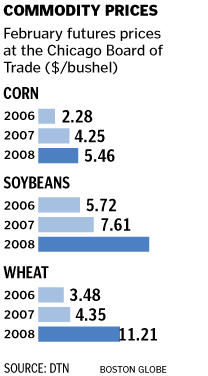 COMMODITY PRICES
February futures prices
at the Chicago Board of
Trade ($/bushel)
CORN
2006 2.28
2007 4.25
2008 5.46
SOYBEANS
2006 5.72
2007 7.61
2008
WHEAT
2006 3.48
2007 4.35
2008 11.21
SOURCE: DTN BOSTON GLOBE